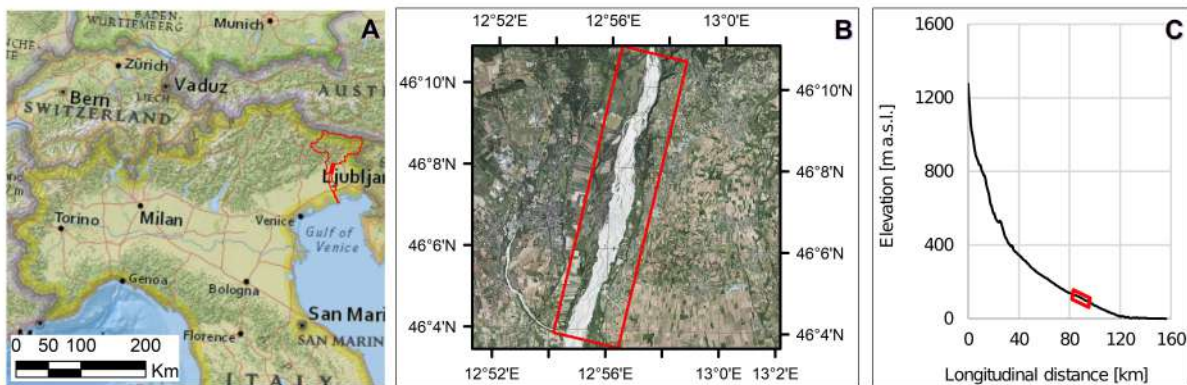 BADEN-
WÜRTTEMBERG
Munich
A
Zürich
Vaduz
LIECH
AUST
Bern
SWITZERLAND
Ljubljan
Torino
Milan
Venice
Gulf of
Venice
Genoa
Bologna
San Mari
SAN MARIN
Florence
ITALY
0 50 100 200
Km
12°52'E 12°56'E 13°0'E
B
46°10'N
46°10'N
46°8'N
46°8'N
46°6'N
46°6'N
46°4'N
46°4'N
12°52'E 12°56'E 13°0'E 13°2'E
C
1600
1200
800
400
0
0 40 80 120 160
Elevation [m a.s.l.]
Longitudinal distance [km]